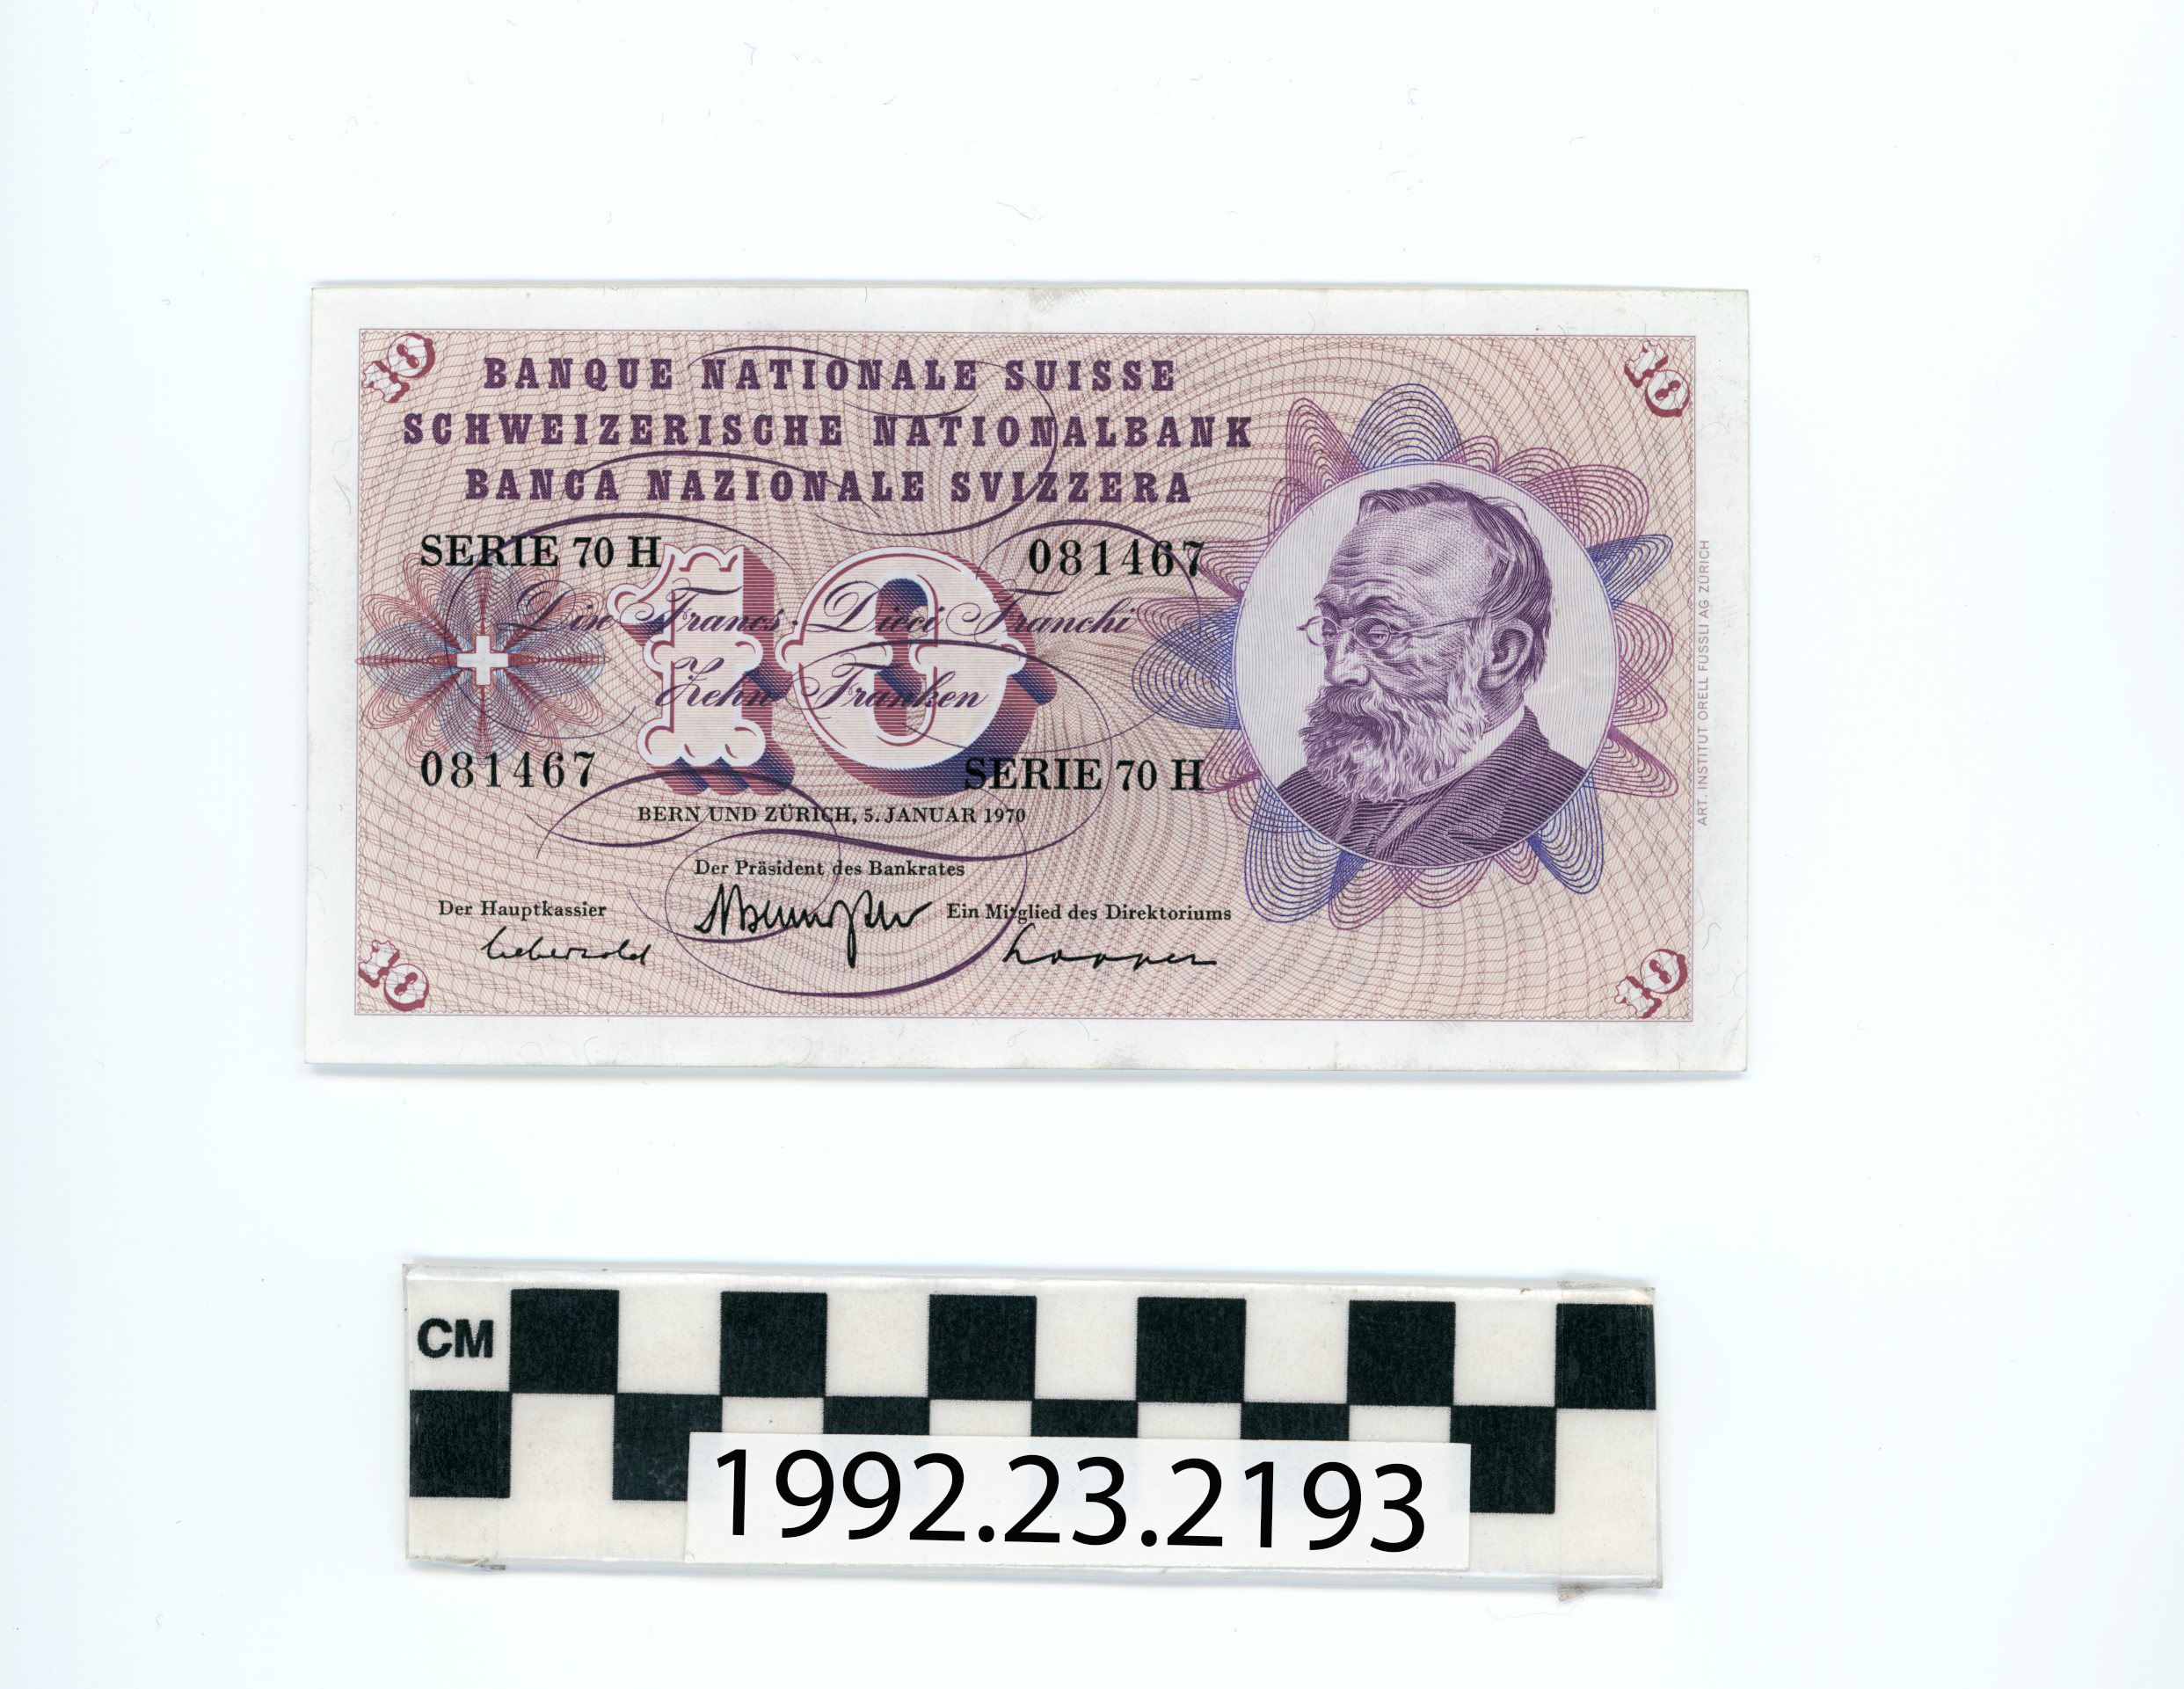 10
10
BANQUE NATIONALE SUISSE
SCHWEIZERISCHE NATIONALBANK
BANCA NAZIONALE SVIZZERA
SERIE 70 H
081467
10
Dix Francs · Dieci Franchi
Zehn Franken
081467
SERIE 70 H
BERN UND ZÜRICH, 5. JANUAR 1970
Der Präsident des Bankrates
Der Hauptkassier
Ein Mitglied des Direktoriums
10
10
ART. INSTITUT ORELL FÜSSLI AG ZÜRICH
CM
1992.23.2193